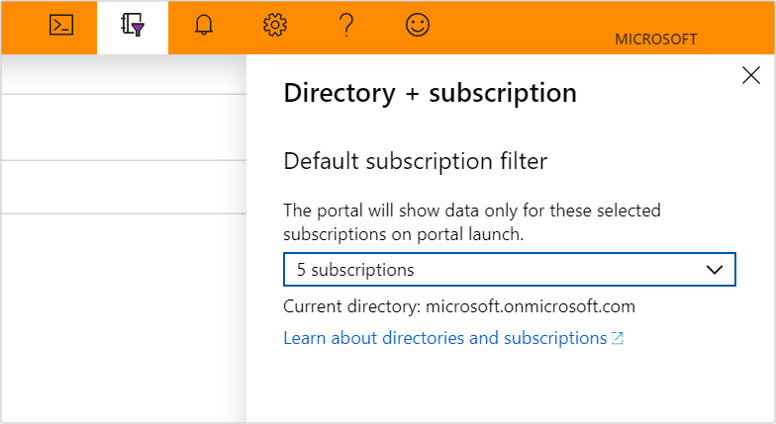 MICROSOFT
Directory + subscription
Default subscription filter
The portal will show data only for these selected
subscriptions on portal launch.
5 subscriptions
Current directory: microsoft.onmicrosoft.com
Learn about directories and subscriptions